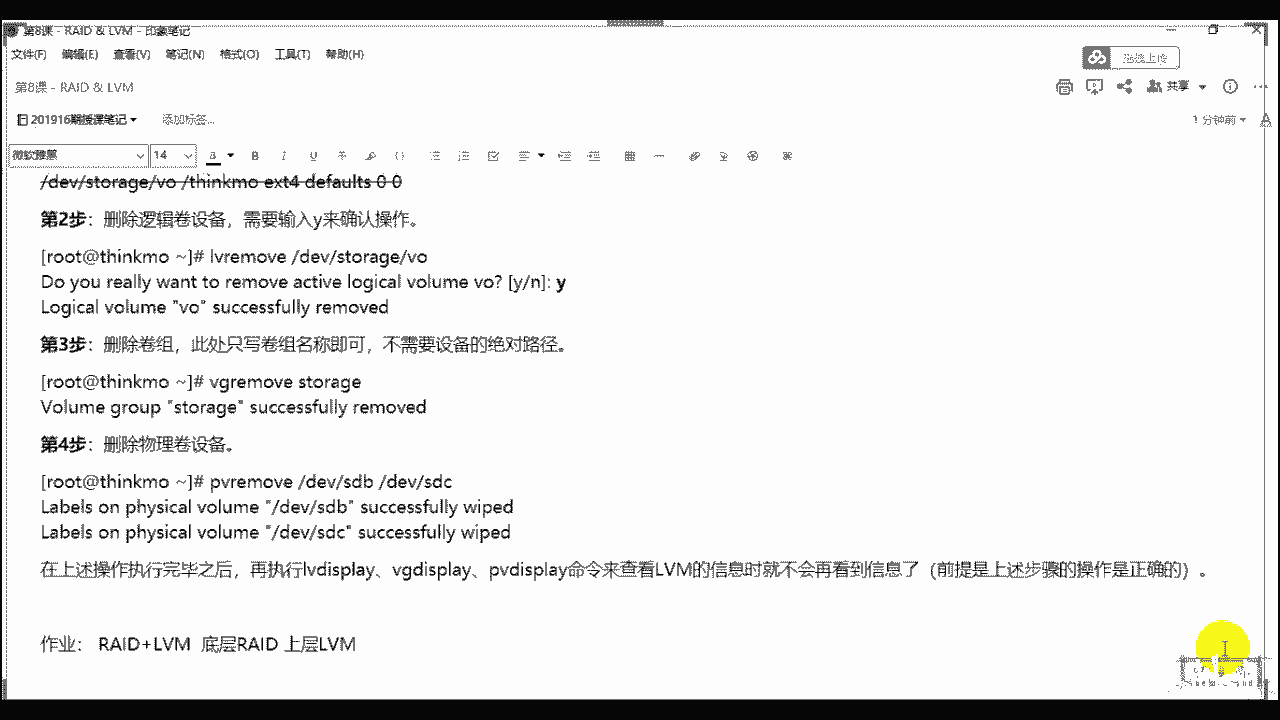 第8课 - RAID & LVM - 印象笔记
文件(F) 编辑(E) 查看(V) 笔记(N) 格式(O) 工具(T) 帮助(H)
拖拽上传
第8课 - RAID & LVM
共享
201916期授课笔记 添加标签...
1 分钟前
微软雅黑 14
/dev/storage/vo /thinkmo ext4 defaults 0 0
第2步：删除逻辑卷设备，需要输入y来确认操作。
[root@thinkmo ~]# lvremove /dev/storage/vo
Do you really want to remove active logical volume vo? [y/n]: y
Logical volume "vo" successfully removed
第3步：删除卷组，此处只写卷组名称即可，不需要设备的绝对路径。
[root@thinkmo ~]# vgremove storage
Volume group "storage" successfully removed
第4步：删除物理卷设备。
[root@thinkmo ~]# pvremove /dev/sdb /dev/sdc
Labels on physical volume "/dev/sdb" successfully wiped
Labels on physical volume "/dev/sdc" successfully wiped
在上述操作执行完毕之后，再执行lvdisplay、vgdisplay、pvdisplay命令来查看LVM的信息时就不会再看到信息了（前提是上述步骤的操作是正确的）。
作业： RAID+LVM 底层RAID 上层LVM